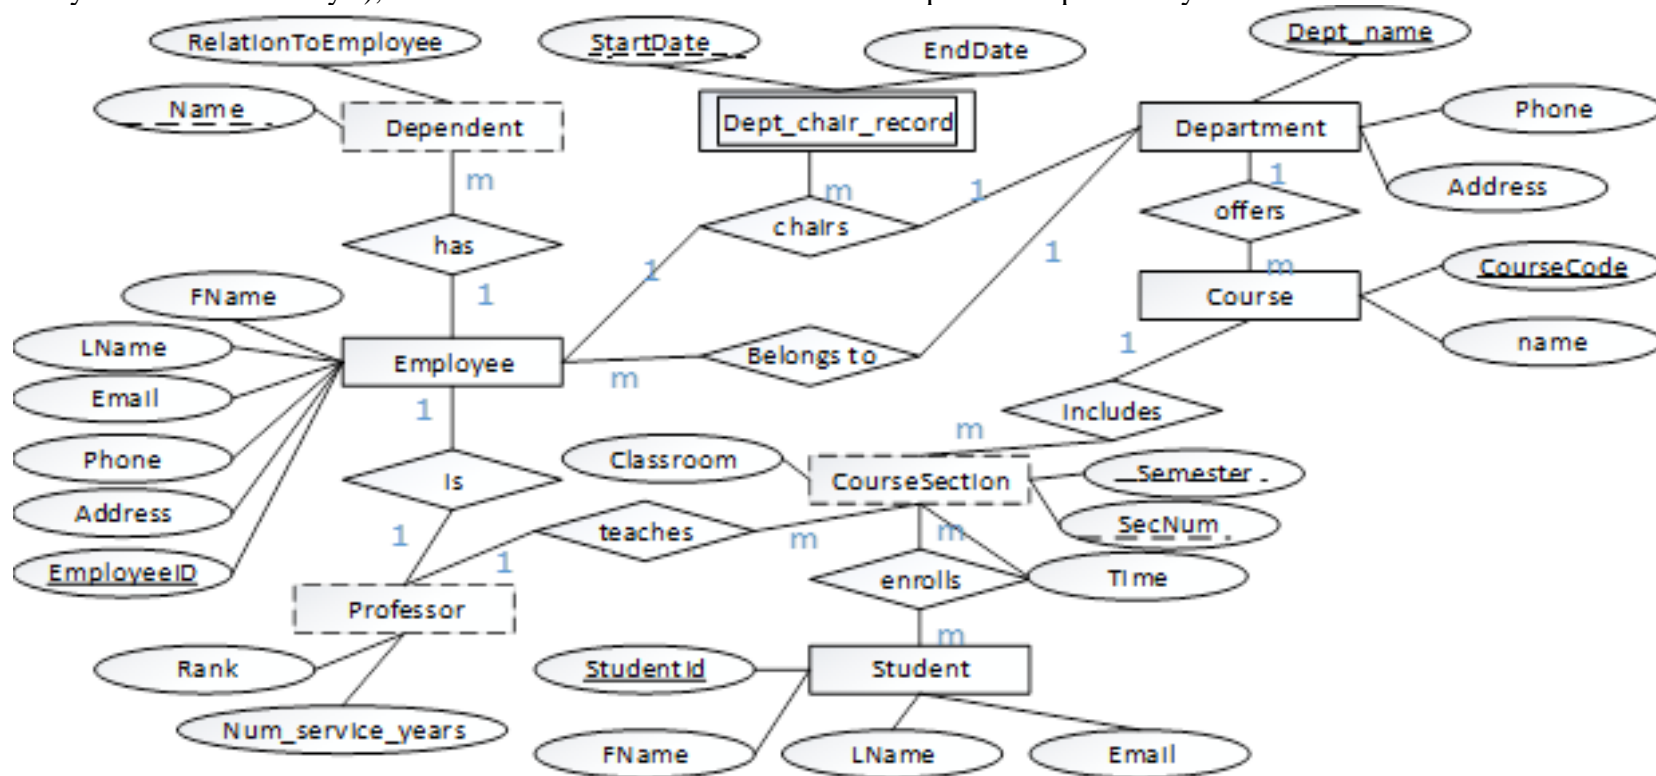 RelationToEmployee
StartDate
EndDate
Dept_name
Name
Dependent
Dept_chair_record
Department
Phone
m
m
1
1
Address
has
chairs
offers
1
1
m
1
FName
Course
CourseCode
LName
Employee
Belongs to
1
name
Email
1
m
m
Includes
Phone
Classroom
CourseSection
Semester
Address
Is
teaches
m
m
SecNum
EmployeeID
1
1
enrolls
Time
Professor
m
Rank
StudentId
Student
Num_service_years
FName
LName
Email